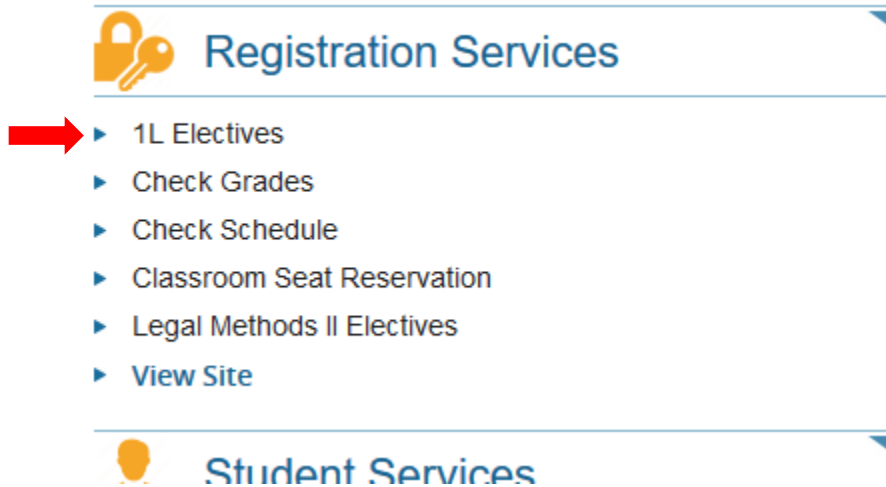 Registration Services
1L Electives
Check Grades
Check Schedule
Classroom Seat Reservation
Legal Methods II Electives
View Site
Student Services